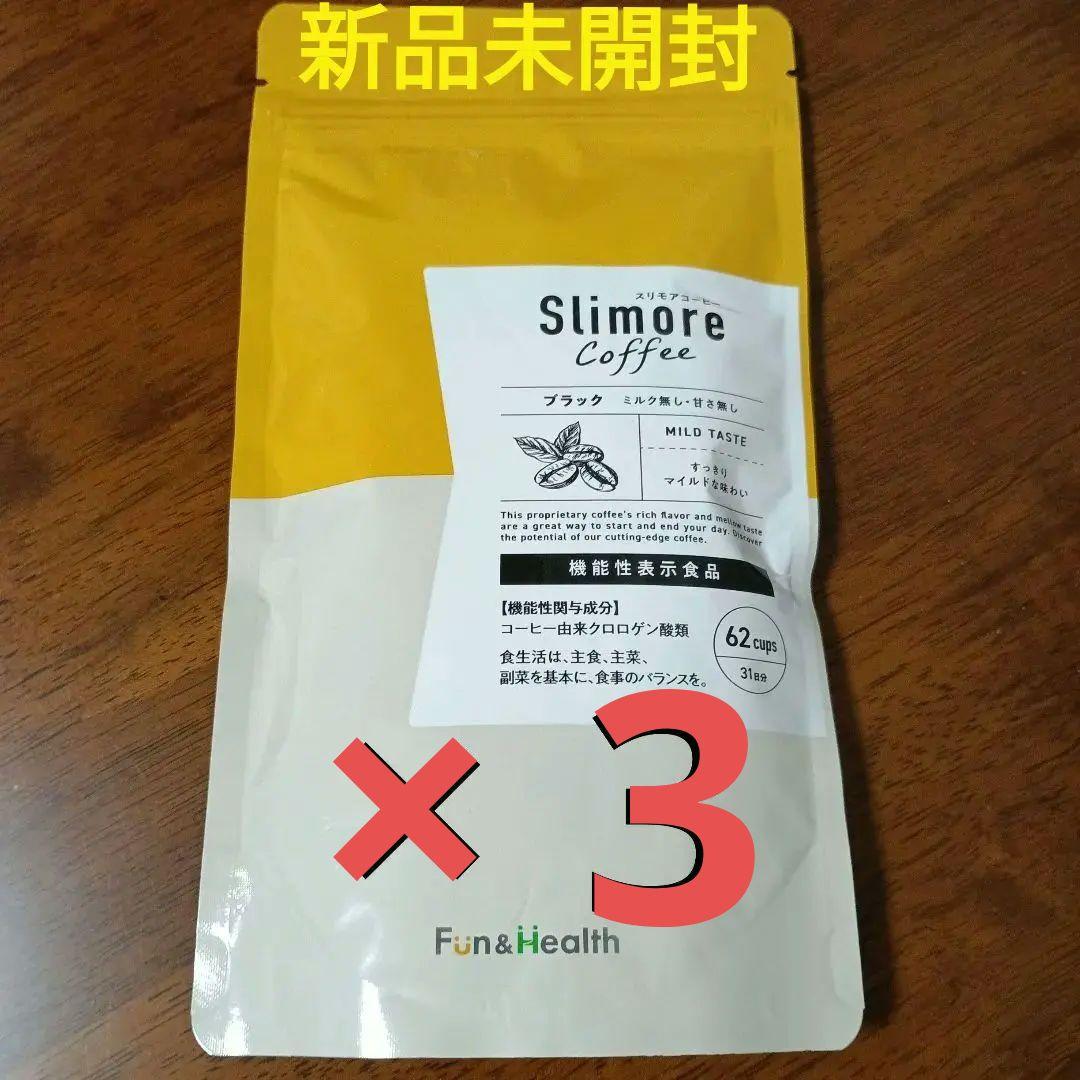 新品未開封
スリモアコーヒー
Slimore
Coffee
ブラック ミルク無し・甘さ無し
MILD TASTE
すっきり
マイルドな味わい
This proprietary coffee's rich flavor and mellow taste
are a great way to start and end your day. Discover
the potential of our cutting-edge coffee.
機能性表示食品
【機能性関与成分】
コーヒー由来クロロゲン酸類
食生活は、主食、主菜、
副菜を基本に、食事のバランスを。
62 cups
31日分
× 3
Fun&Health